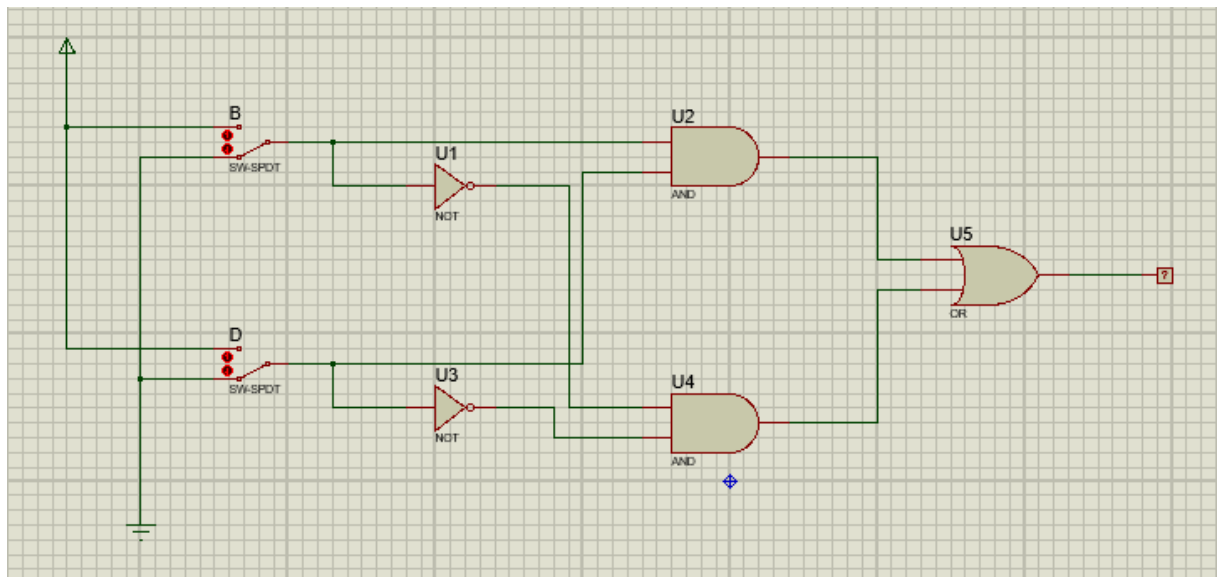 B
SW-SPDT
U1
NOT
U2
AND
U5
OR
?
D
SW-SPDT
U3
NOT
U4
AND